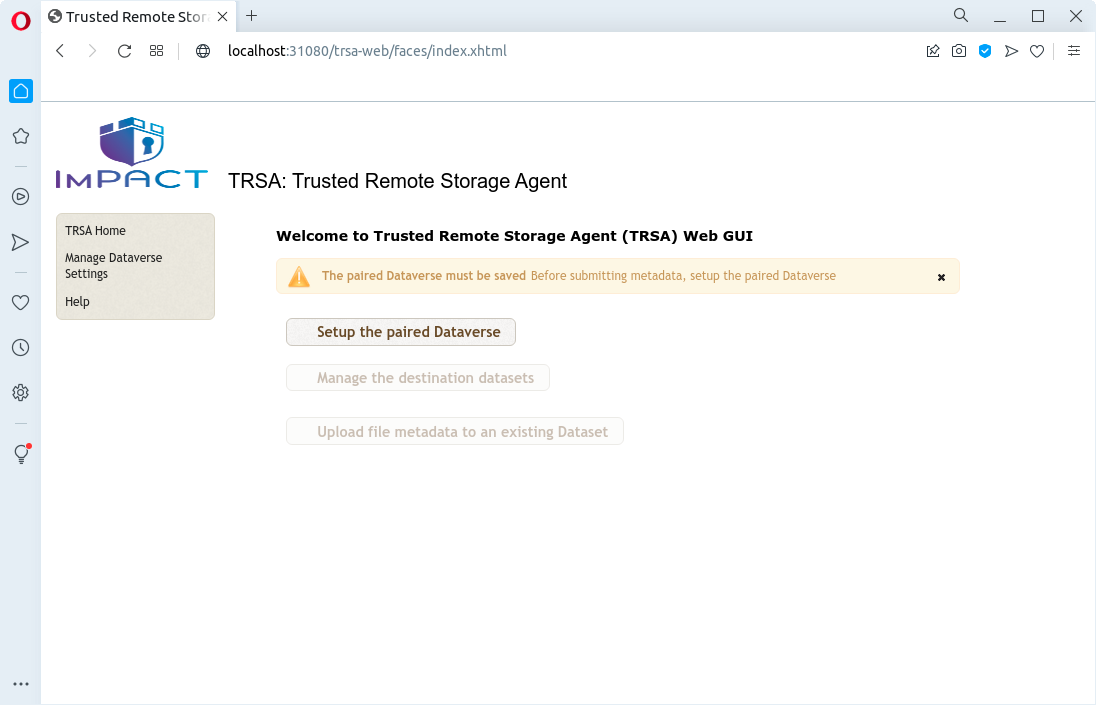 Trusted Remote Stor
localhost:31080/trsa-web/faces/index.xhtml
IMPACT
TRSA: Trusted Remote Storage Agent
TRSA Home
Manage Dataverse
Settings
Help
Welcome to Trusted Remote Storage Agent (TRSA) Web GUI
The paired Dataverse must be saved Before submitting metadata, setup the paired Dataverse
Setup the paired Dataverse
Manage the destination datasets
Upload file metadata to an existing Dataset